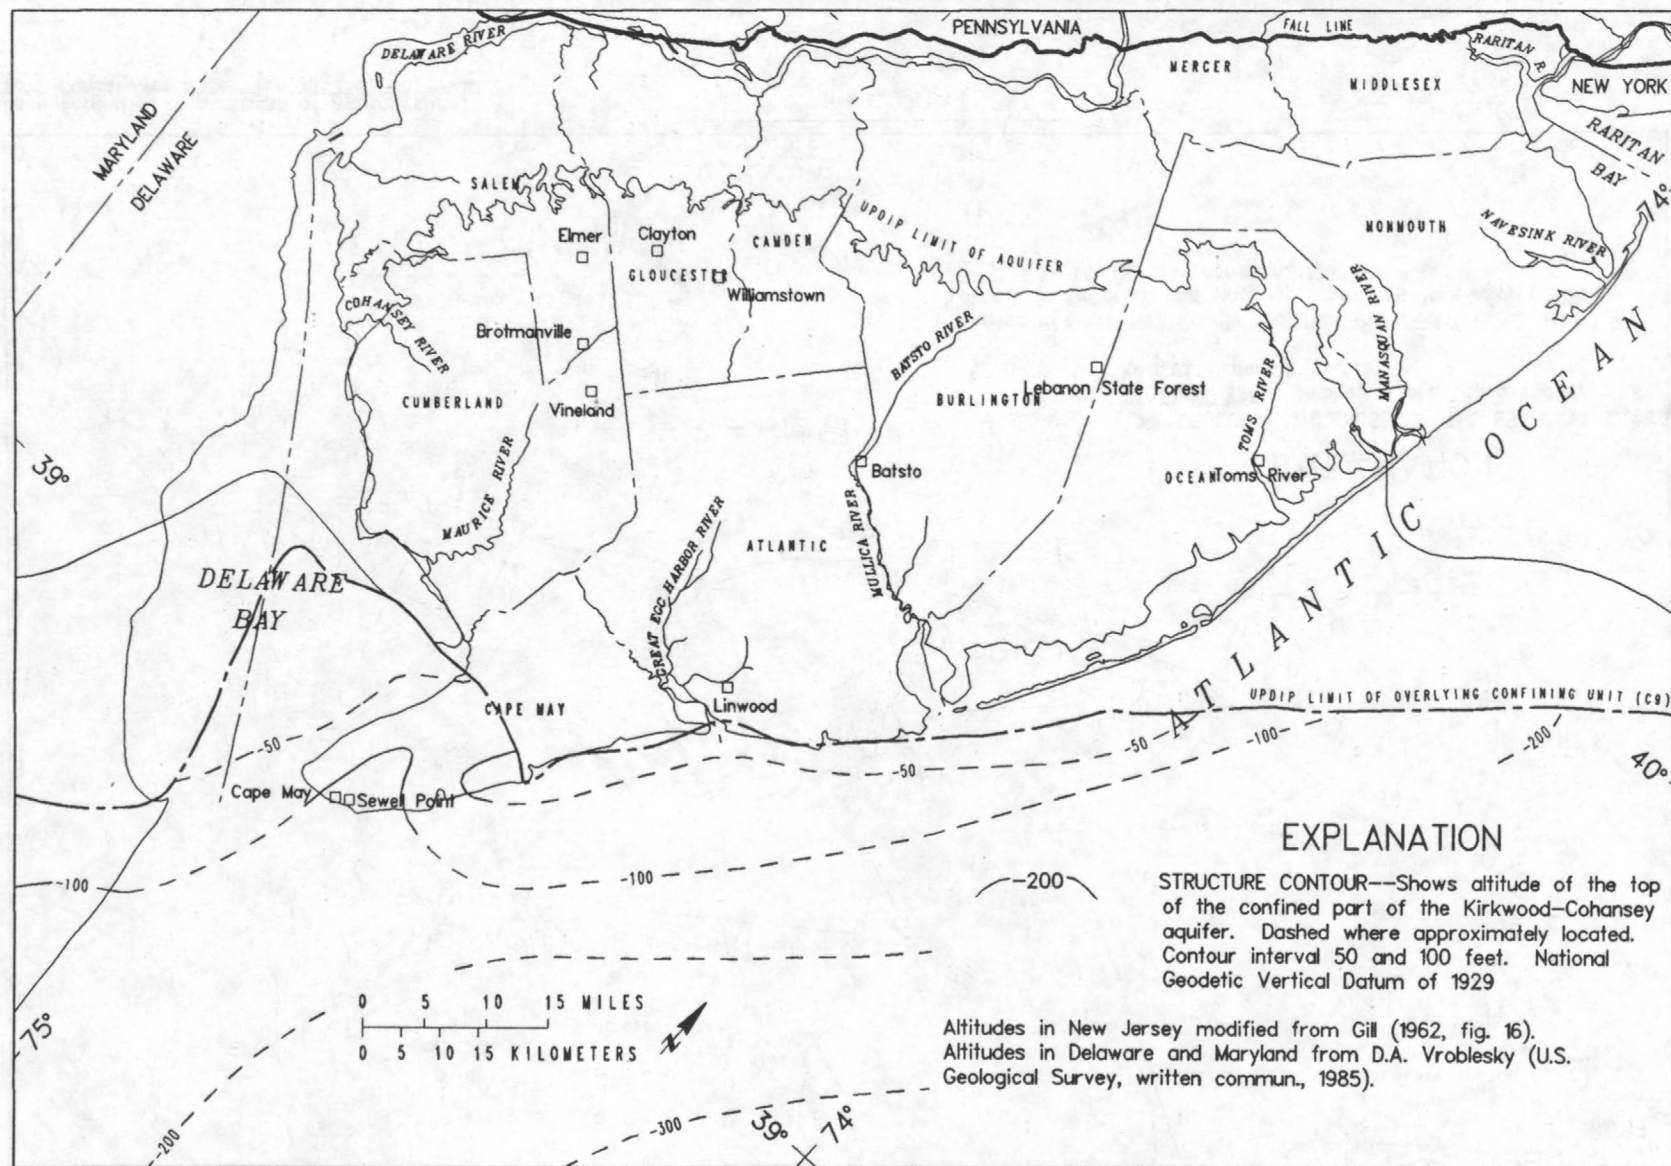 PENNSYLVANIA
FALL LINE
DELAWARE RIVER
RARITAN R.
MERCER
MIDDLESEX
NEW YORK
MARYLAND
DELAWARE
RARITAN
BAY
74°
SALEM
UPDIP LIMIT OF AQUIFER
MONMOUTH
NAVESINK RIVER
Elmer
Clayton
CAMDEN
GLOUCESTER
Williamstown
COHANSEY RIVER
MANASQUAN RIVER
Brotmanville
BATSTO RIVER
CUMBERLAND
Vineland
BURLINGTON
Lebanon State Forest
TOMS RIVER
39°
MAURICE RIVER
Batsto
OCEAN
Toms River
ATLANTIC OCEAN
MULLICA RIVER
GREAT EGG HARBOR RIVER
ATLANTIC
DELAWARE
BAY
CAPE MAY
Linwood
UPDIP LIMIT OF OVERLYING CONFINING UNIT (C9)
-50
-50
-50
-100
-200
40°
Cape May
Sewell Point
-100
-100
EXPLANATION
-200
STRUCTURE CONTOUR--Shows altitude of the top
of the confined part of the Kirkwood-Cohansey
aquifer. Dashed where approximately located.
Contour interval 50 and 100 feet. National
Geodetic Vertical Datum of 1929
0 5 10 15 MILES
0 5 10 15 KILOMETERS
N
75°
Altitudes in New Jersey modified from Gill (1962, fig. 16).
Altitudes in Delaware and Maryland from D.A. Vroblesky (U.S.
Geological Survey, written commun., 1985).
-200
-300
39°
74°